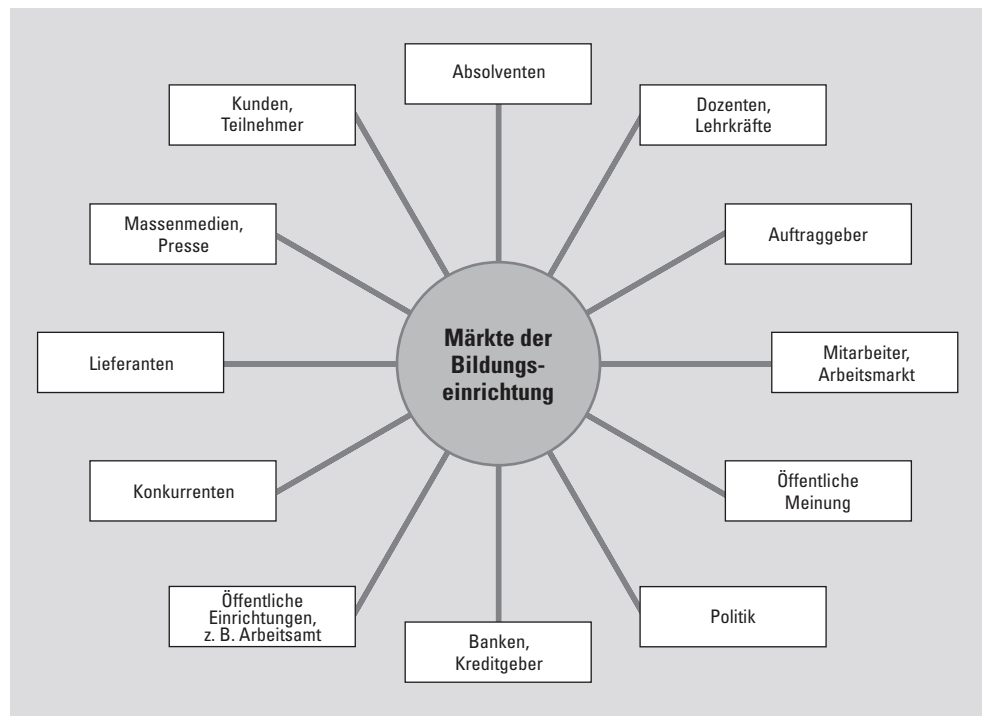 Absolventen
Kunden,
Teilnehmer
Dozenten,
Lehrkräfte
Massenmedien,
Presse
Auftraggeber
Lieferanten
Märkte der
Bildungs-
einrichtung
Mitarbeiter,
Arbeitsmarkt
Konkurrenten
Öffentliche
Meinung
Öffentliche
Einrichtungen,
z. B. Arbeitsamt
Banken,
Kreditgeber
Politik